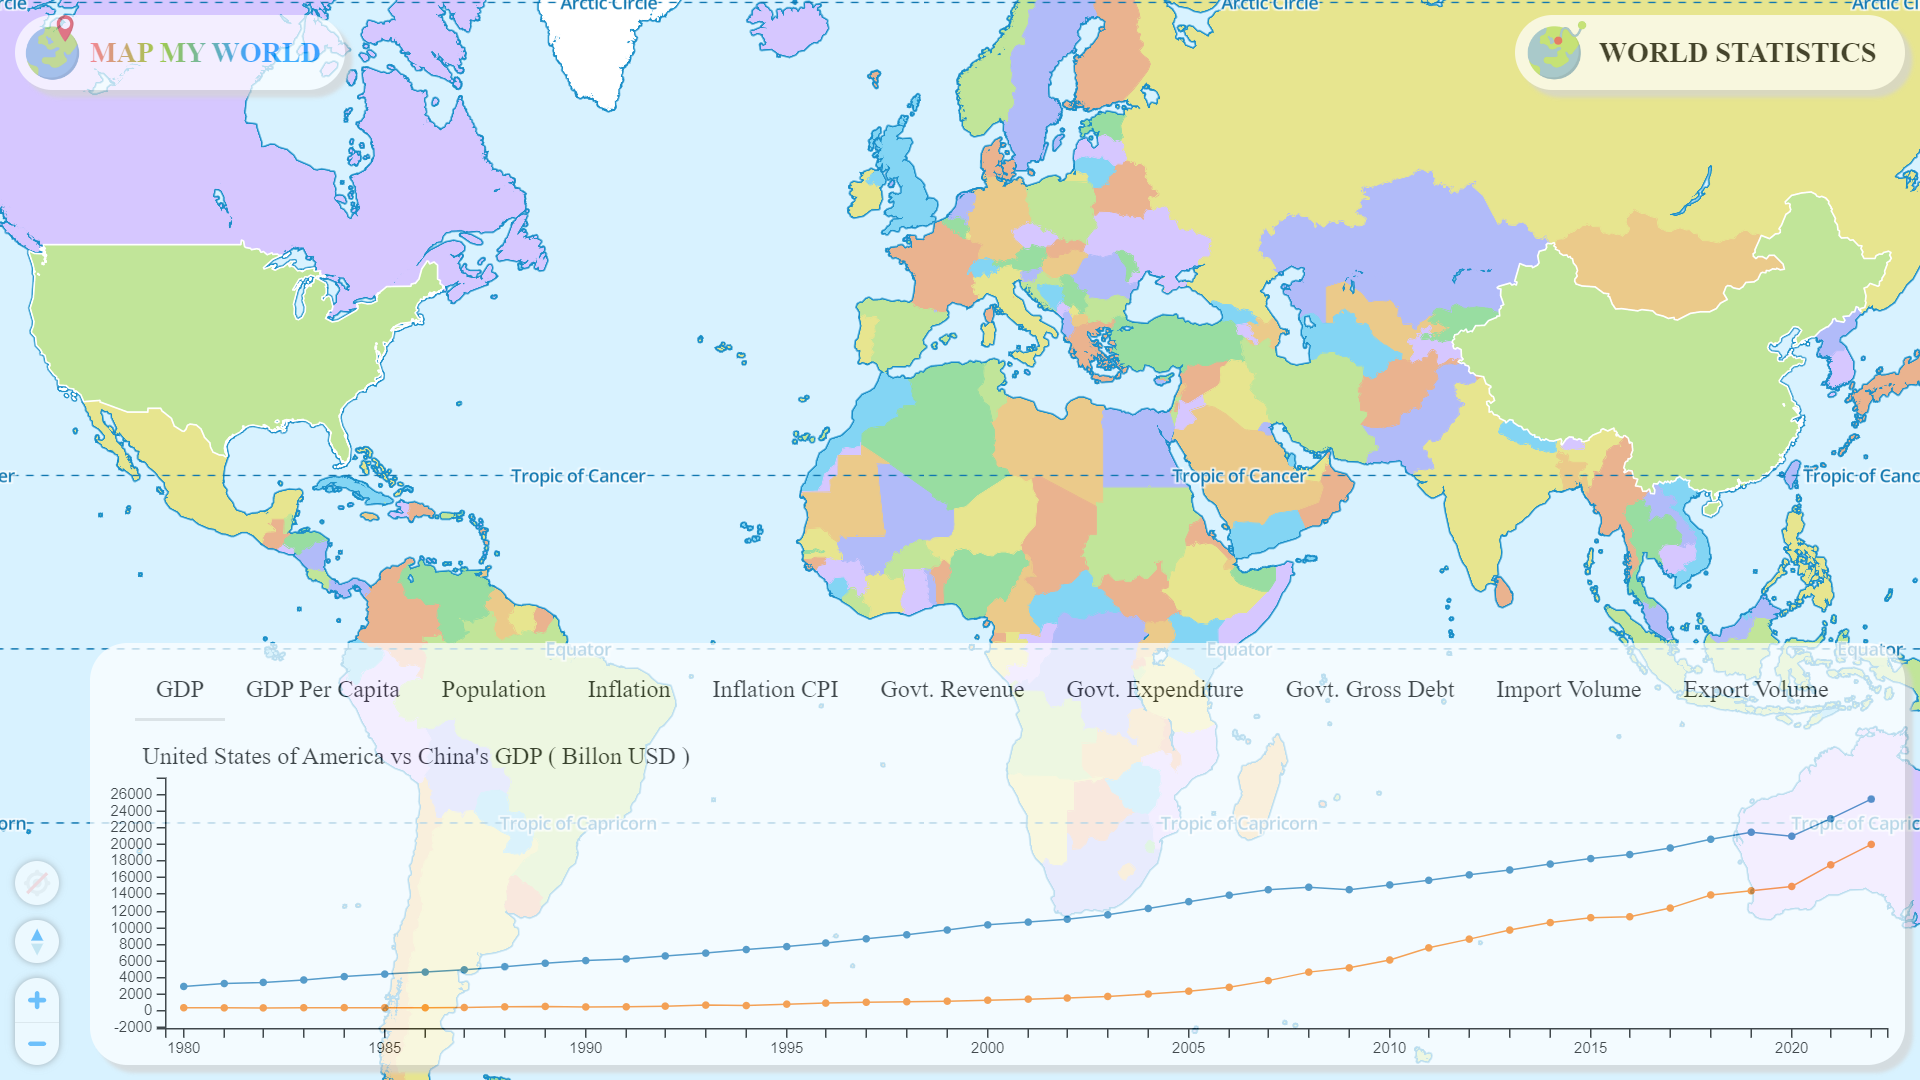 rcle
Arctic Circle
Arctic Circle
Arctic Ci
MAP MY WORLD
WORLD STATISTICS
er
Tropic of Cancer
Tropic of Cancer
Tropic of Canc
Equator
Equator
Equator
GDP
GDP Per Capita
Population
Inflation
Inflation CPI
Govt. Revenue
Govt. Expenditure
Govt. Gross Debt
Import Volume
Export Volume
United States of America vs China's GDP ( Billon USD )
orn
Tropic of Capricorn
Tropic of Capricorn
Tropic of Capric
26000
24000
22000
20000
18000
16000
14000
12000
10000
8000
6000
4000
2000
0
-2000
1980
1985
1990
1995
2000
2005
2010
2015
2020